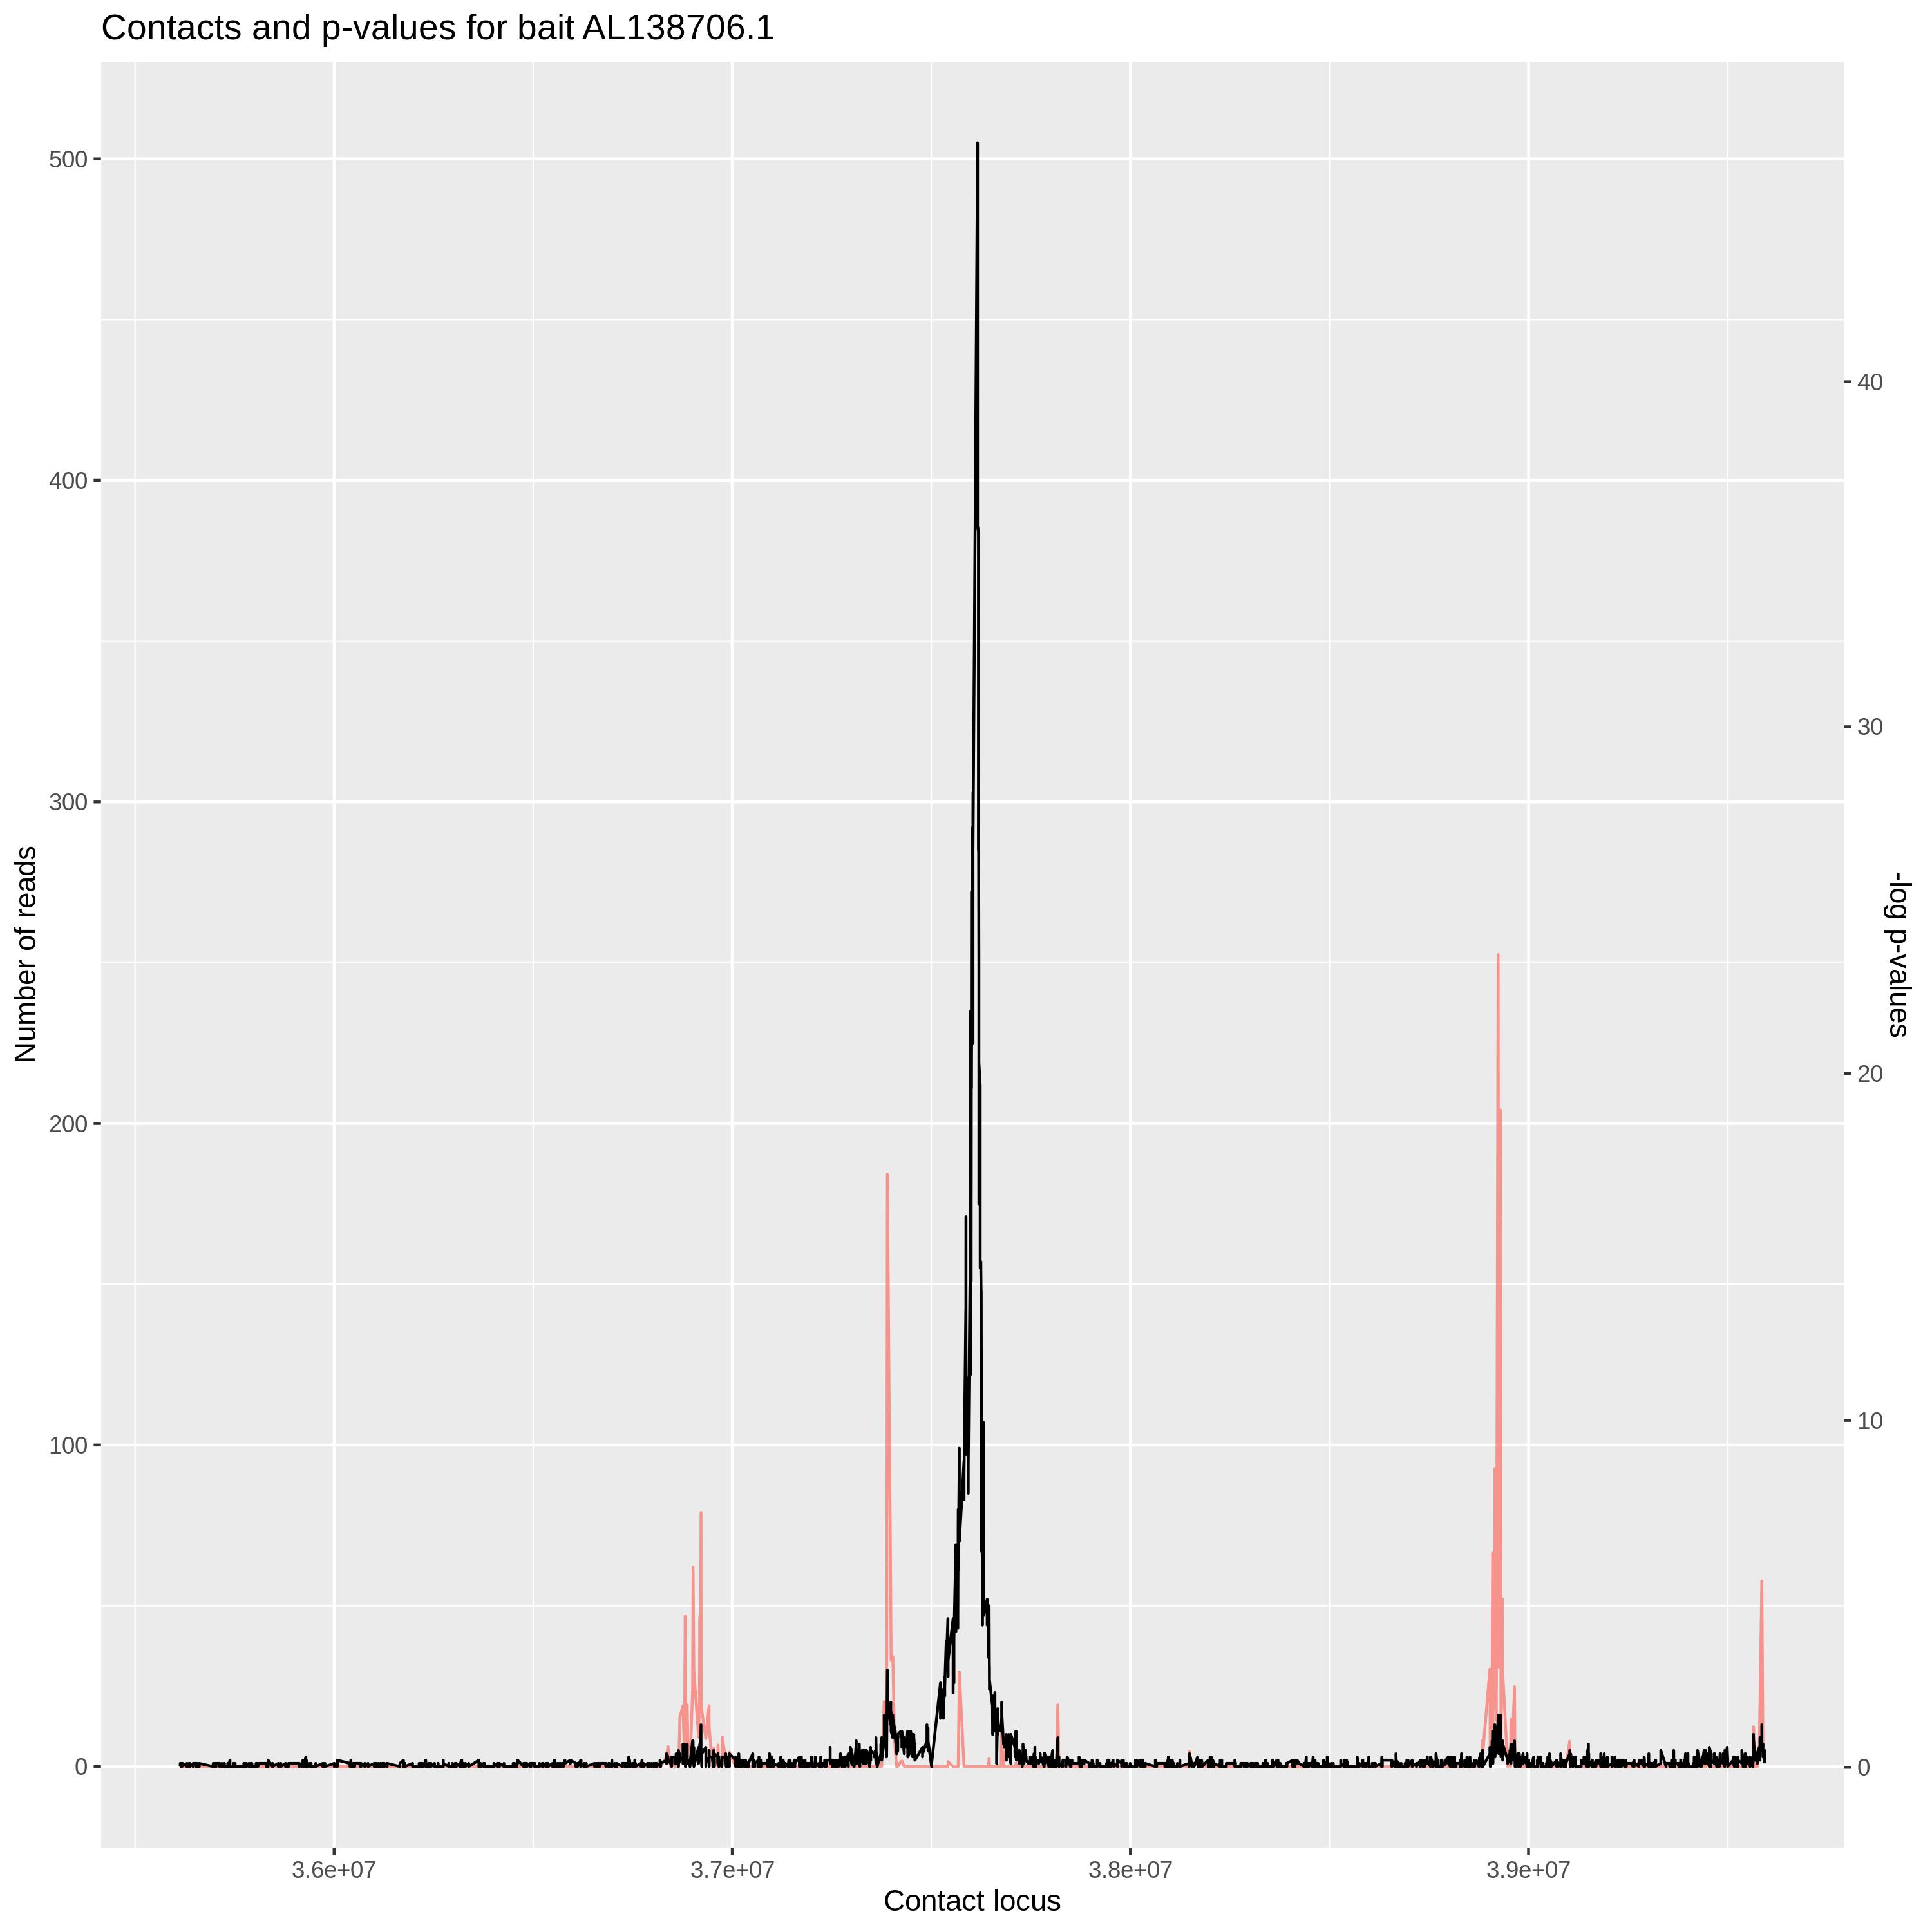 Contacts and p-values for bait AL138706.1
500
400
300
200
100
0
Number of reads
40
30
20
10
0
-log p-values
3.6e+07 3.7e+07 3.8e+07 3.9e+07
Contact locus